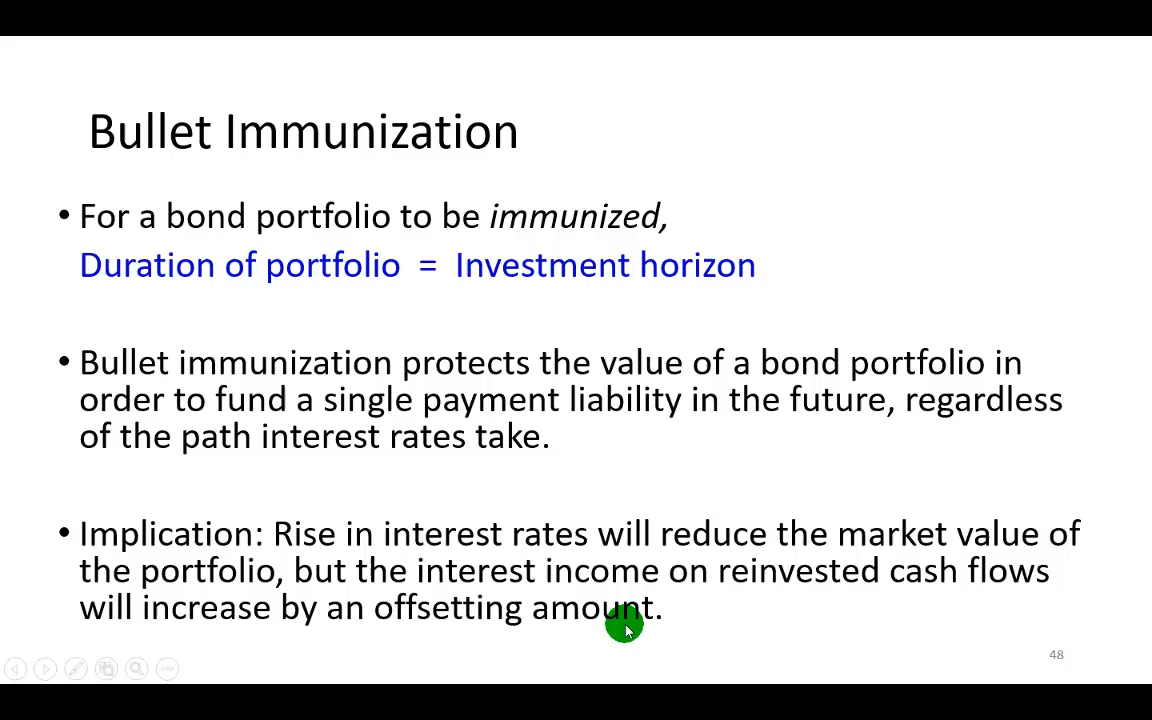 Bullet Immunization
• For a bond portfolio to be immunized,
Duration of portfolio = Investment horizon
• Bullet immunization protects the value of a bond portfolio in
order to fund a single payment liability in the future, regardless
of the path interest rates take.
• Implication: Rise in interest rates will reduce the market value of
the portfolio, but the interest income on reinvested cash flows
will increase by an offsetting amount.
48